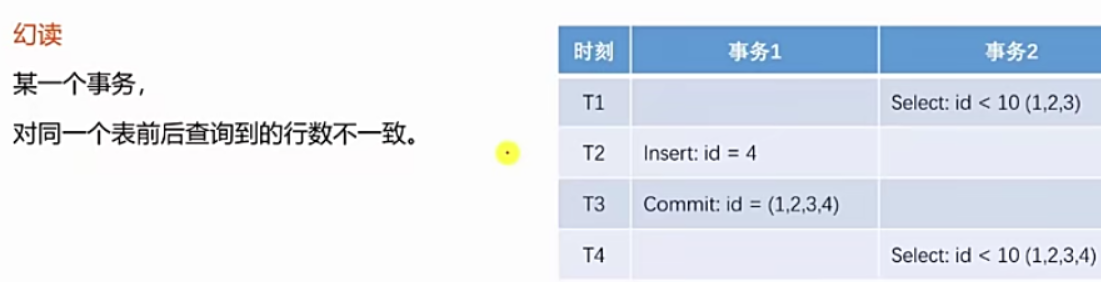 幻读
某一个事务，
对同一个表前后查询到的行数不一致。
时刻 事务1 事务2
T1 Select: id < 10 (1,2,3)
T2 Insert: id = 4
T3 Commit: id = (1,2,3,4)
T4 Select: id < 10 (1,2,3,4)